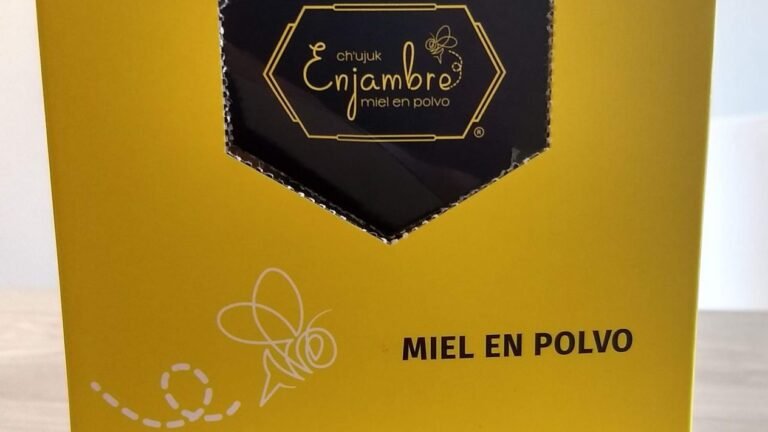 ch'ujuk
Enjambre
miel en polvo
®
MIEL EN POLVO